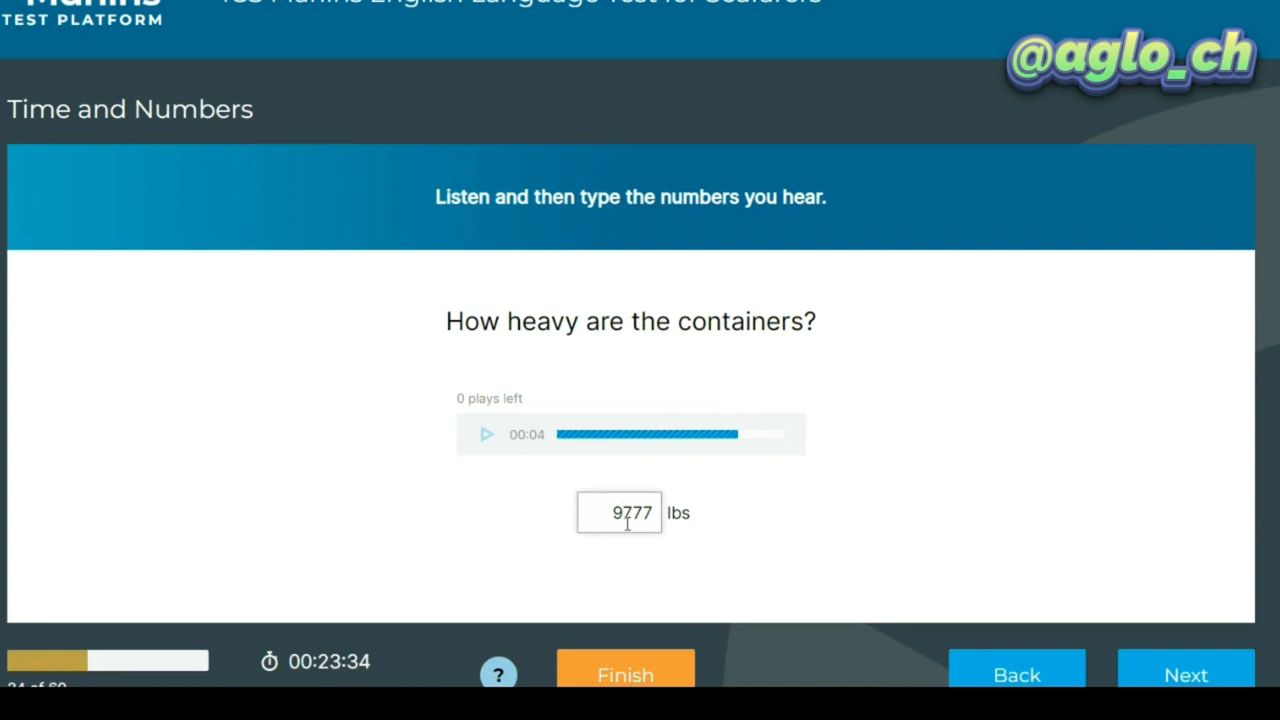 TEST PLATFORM
@aglo_ch
Time and Numbers
Listen and then type the numbers you hear.
How heavy are the containers?
0 plays left
00:04
9777 lbs
00:23:34
?
Finish
Back
Next